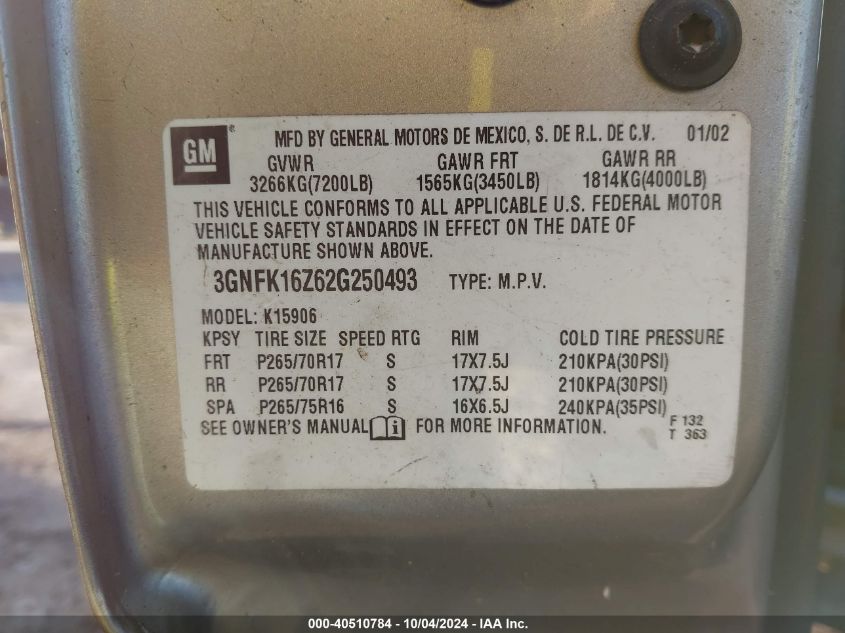 GM ® MFD BY GENERAL MOTORS DE MEXICO, S. DE R.L. DE C.V. 01/02
GVWR GAWR FRT GAWR RR
3266KG(7200LB) 1565KG(3450LB) 1814KG(4000LB)
THIS VEHICLE CONFORMS TO ALL APPLICABLE U.S. FEDERAL MOTOR
VEHICLE SAFETY STANDARDS IN EFFECT ON THE DATE OF
MANUFACTURE SHOWN ABOVE.
3GNFK16Z62G250493 TYPE: M.P.V.
MODEL: K15906
KPSY TIRE SIZE SPEED RTG RIM COLD TIRE PRESSURE
FRT P265/70R17 S 17X7.5J 210KPA(30PSI)
RR P265/70R17 S 17X7.5J 210KPA(30PSI)
SPA P265/75R16 S 16X6.5J 240KPA(35PSI)
SEE OWNER'S MANUAL i FOR MORE INFORMATION. F 132
T 363
000-40510784 - 10/04/2024 - IAA Inc.